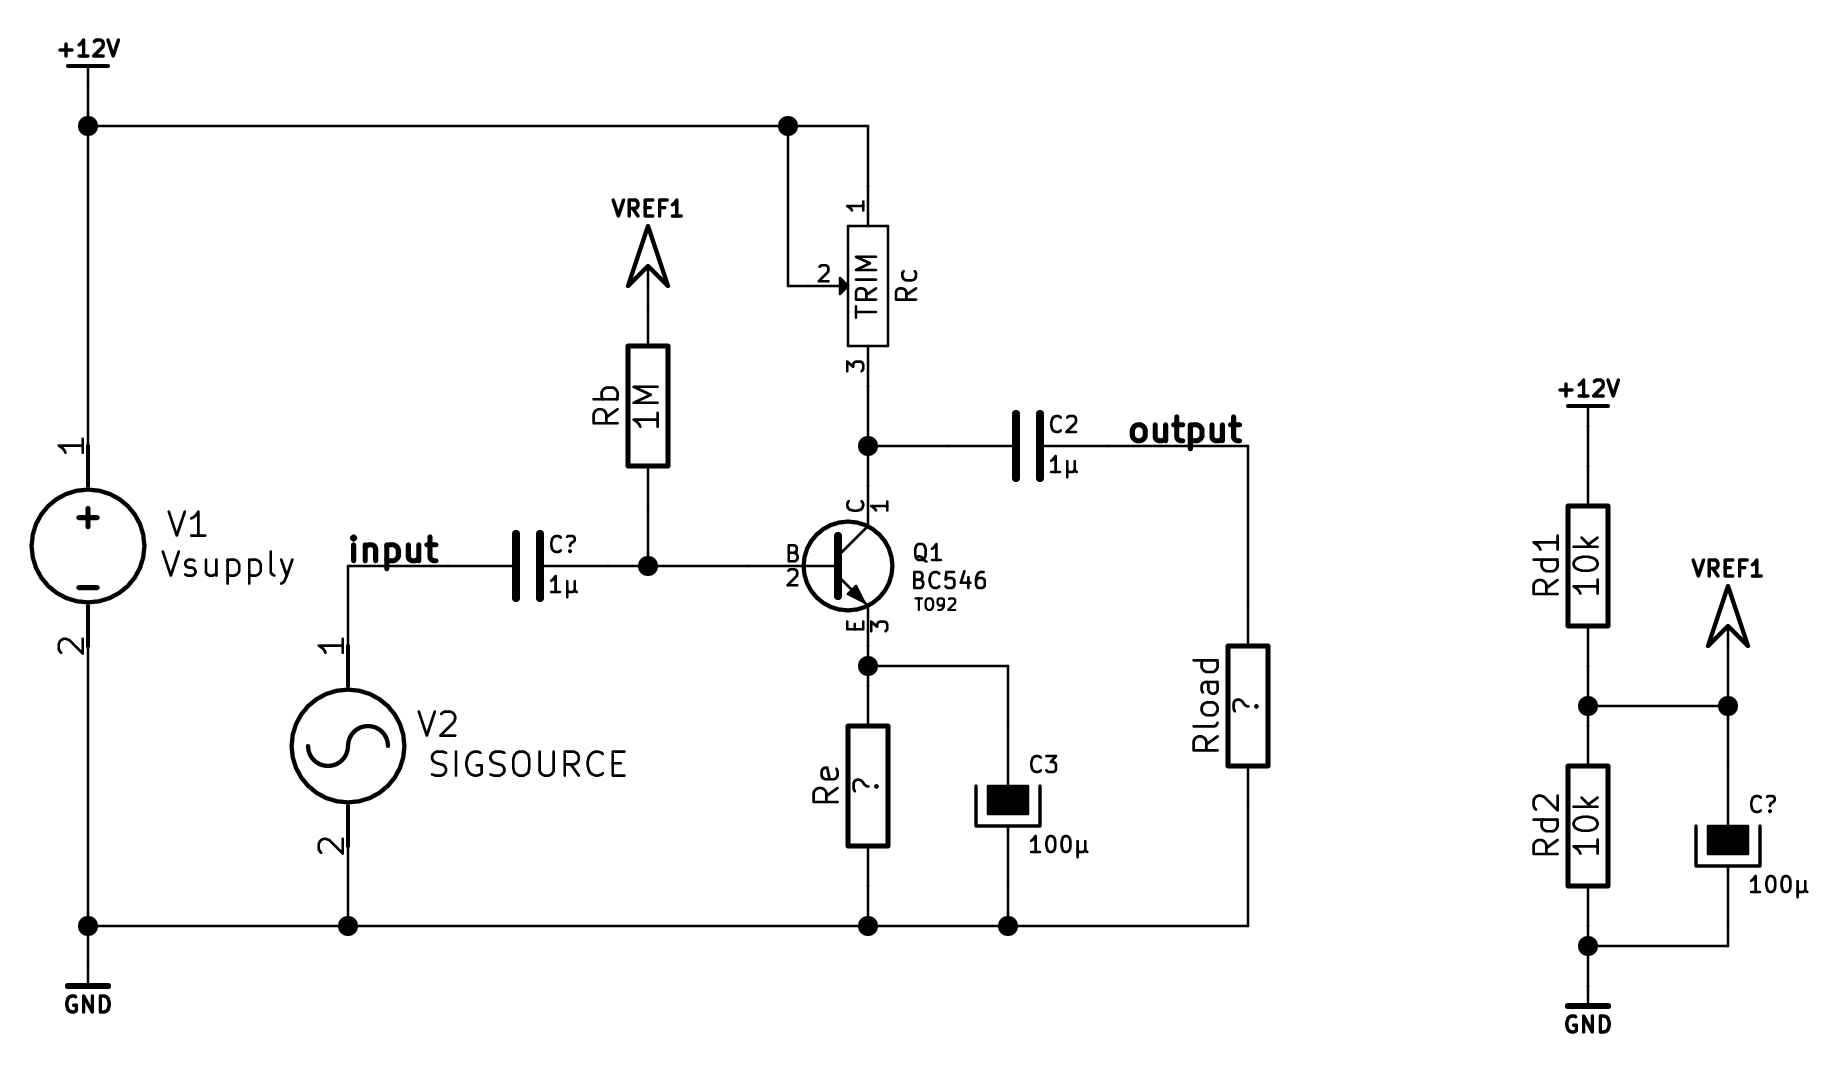 +12V
VREF1
1
2
TRIM
Rc
3
Rb
1M
+12V
C2
1µ
output
1
V1
Vsupply
2
input
C?
1µ
C
1
B
2
Q1
BC546
TO92
E
3
Rd1
10k
VREF1
1
V2
SIGSOURCE
2
Rload
?
Re
?
C3
100µ
Rd2
10k
C?
100µ
GND
GND